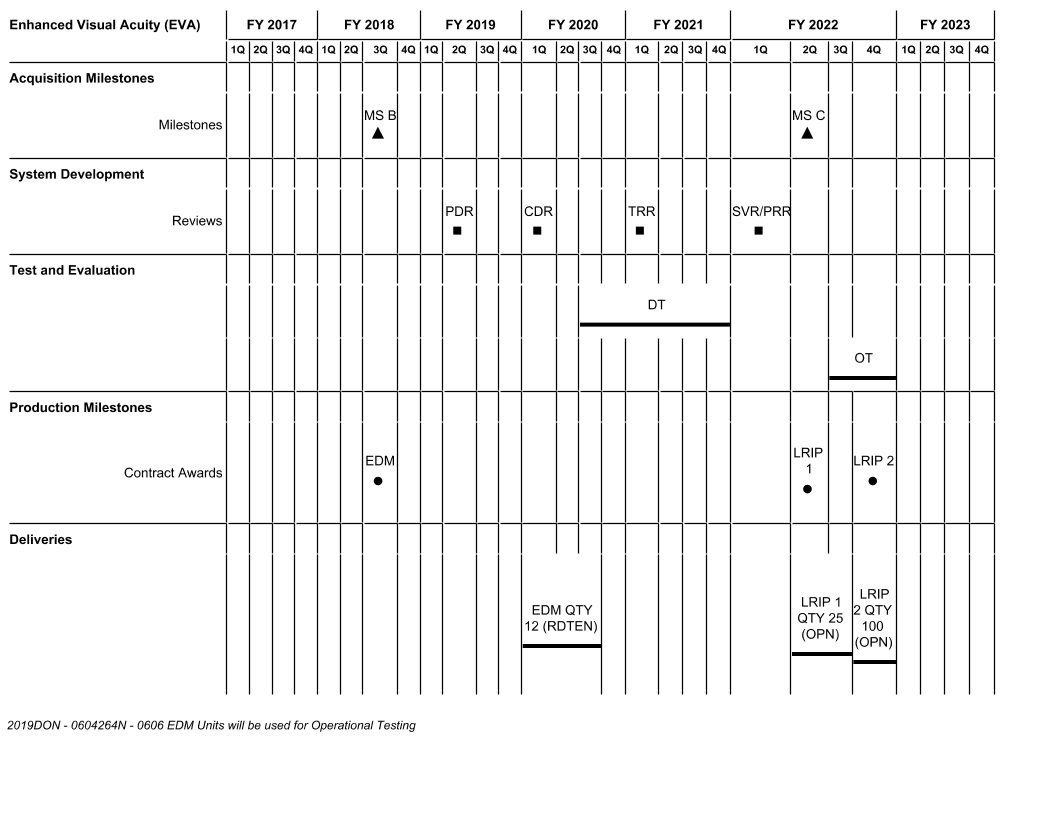 Enhanced Visual Acuity (EVA) FY 2017 FY 2018 FY 2019 FY 2020 FY 2021 FY 2022 FY 2023
1Q 2Q 3Q 4Q 1Q 2Q 3Q 4Q 1Q 2Q 3Q 4Q 1Q 2Q 3Q 4Q 1Q 2Q 3Q 4Q 1Q 2Q 3Q 4Q 1Q 2Q 3Q 4Q
Acquisition Milestones
MS B MS C
Milestones
System Development
PDR CDR TRR SVR/PRR
Reviews
Test and Evaluation
DT
OT
Production Milestones
EDM LRIP 1 LRIP 2
Contract Awards
Deliveries
EDM QTY
12 (RDTEN)
LRIP 1
QTY 25
(OPN)
LRIP
2 QTY
100
(OPN)
2019DON - 0604264N - 0606 EDM Units will be used for Operational Testing